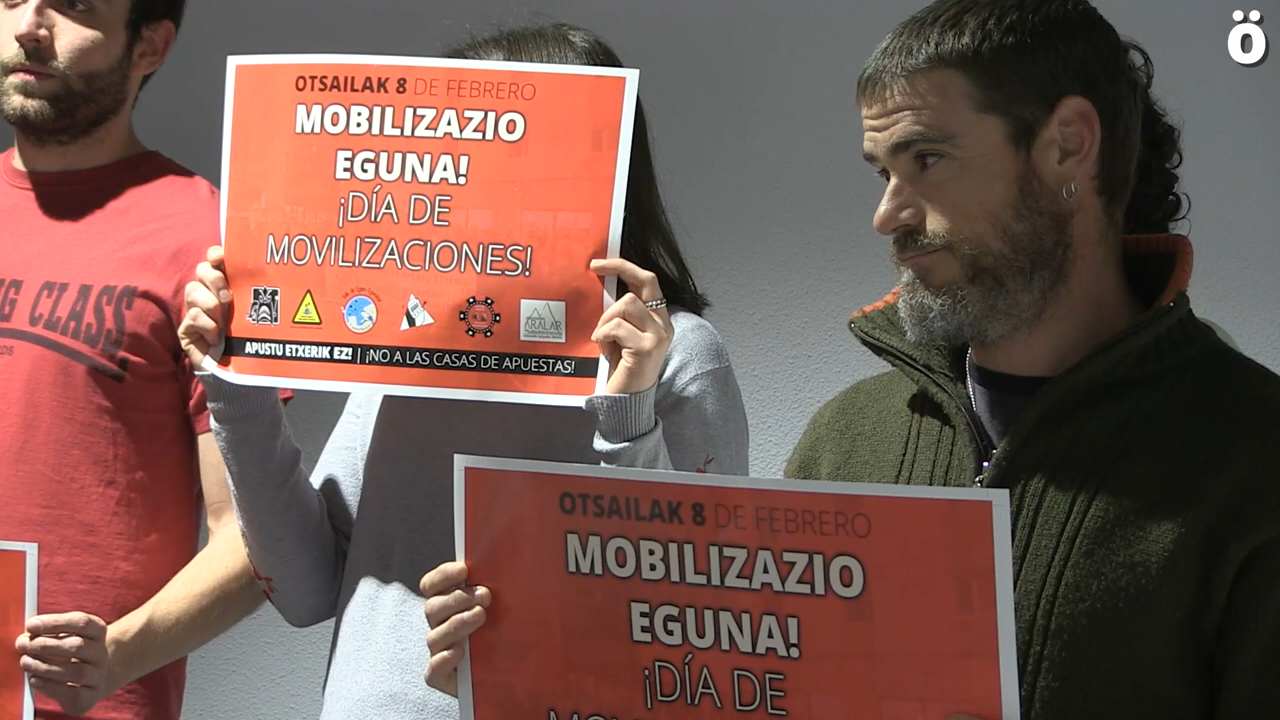 ö
OTSAILAK 8 DE FEBRERO
MOBILIZAZIO
EGUNA!
¡DÍA DE
MOVILIZACIONES!
ARALAR
APUSTU ETXERIK EZ! | ¡NO A LAS CASAS DE APUESTAS!
CLASS
OTSAILAK 8 DE FEBRERO
MOBILIZAZIO
EGUNA!
¡DÍA DE